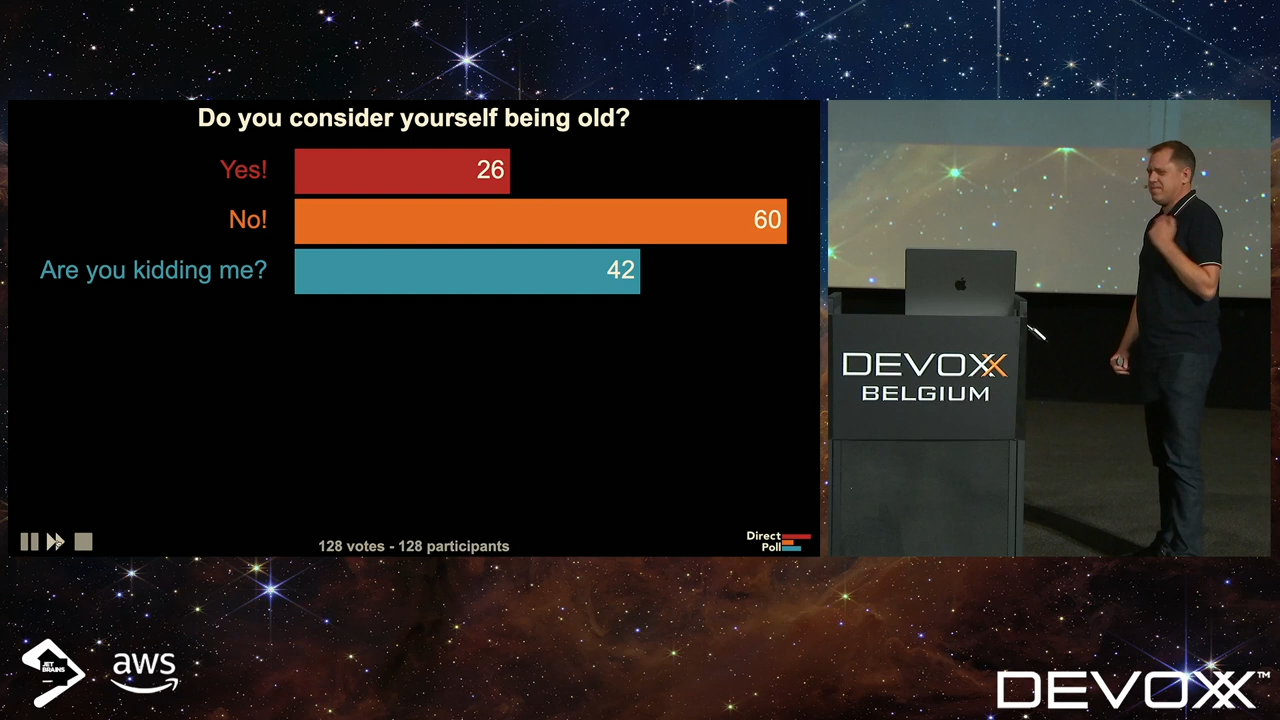 Do you consider yourself being old?
Yes!
26
No!
60
Are you kidding me?
42
128 votes - 128 participants
Direct
Poll
DEVOXX
BELGIUM
JET
BRAINS
aws
DEVOXX™